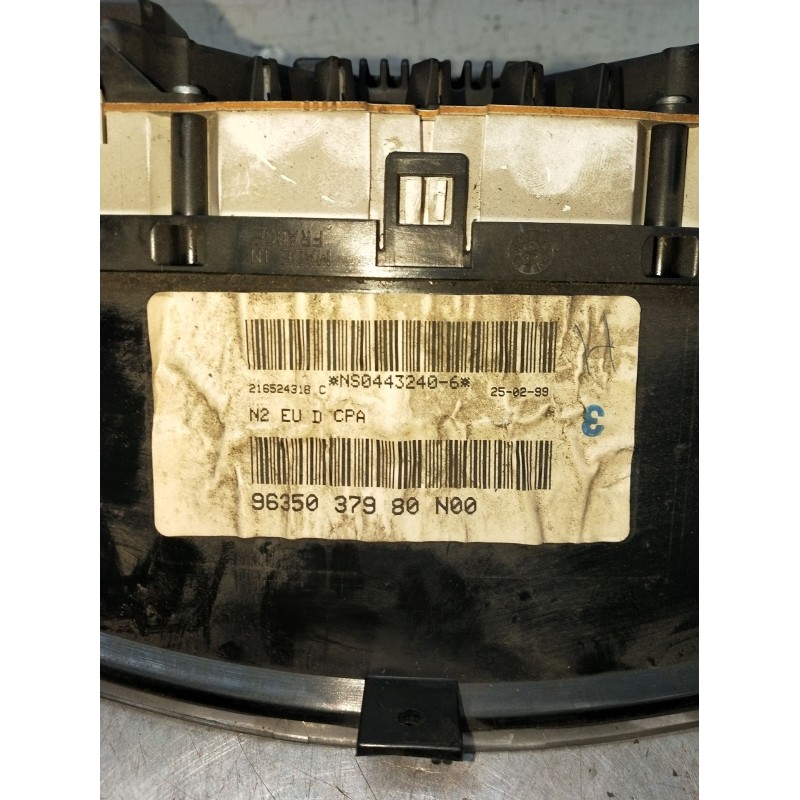 MADE IN
FRANCE
*NS0443240-6*
216524318 C
25-02-99
N2 EU D CPA
3
96350 379 80 N00